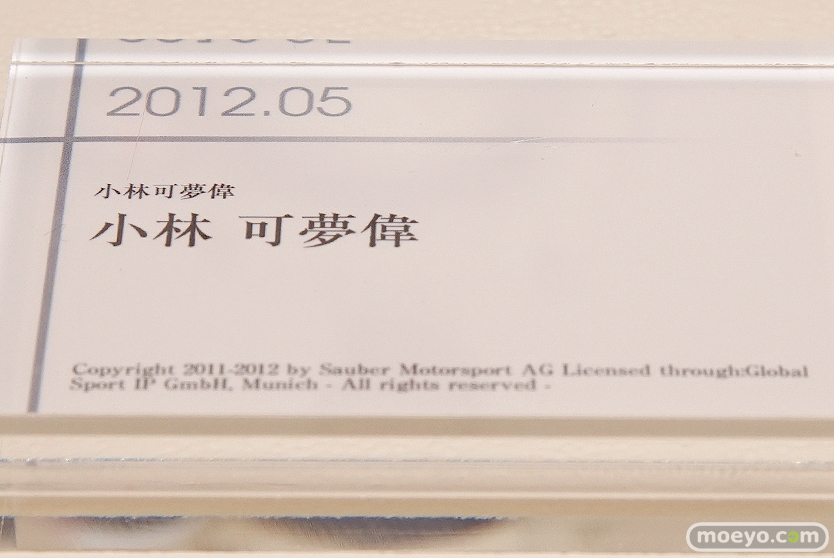 2012.05
小林可夢偉
小林 可夢偉
Copyright 2011-2012 by Sauber Motorsport AG Licensed through:Global
Sport IP GmbH, Munich - All rights reserved -
moeyo.com